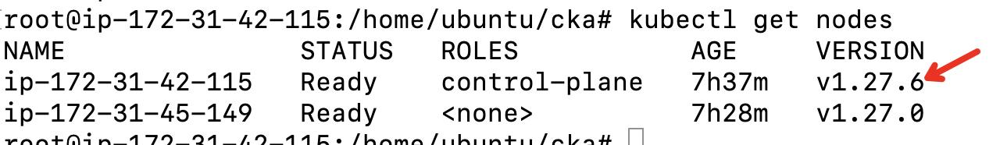 root@ip-172-31-42-115:/home/ubuntu/cka# kubectl get nodes
NAME STATUS ROLES AGE VERSION
ip-172-31-42-115 Ready control-plane 7h37m v1.27.6
ip-172-31-45-149 Ready <none> 7h28m v1.27.0
root@ip-172-31-42-115:/home/ubuntu/cka#